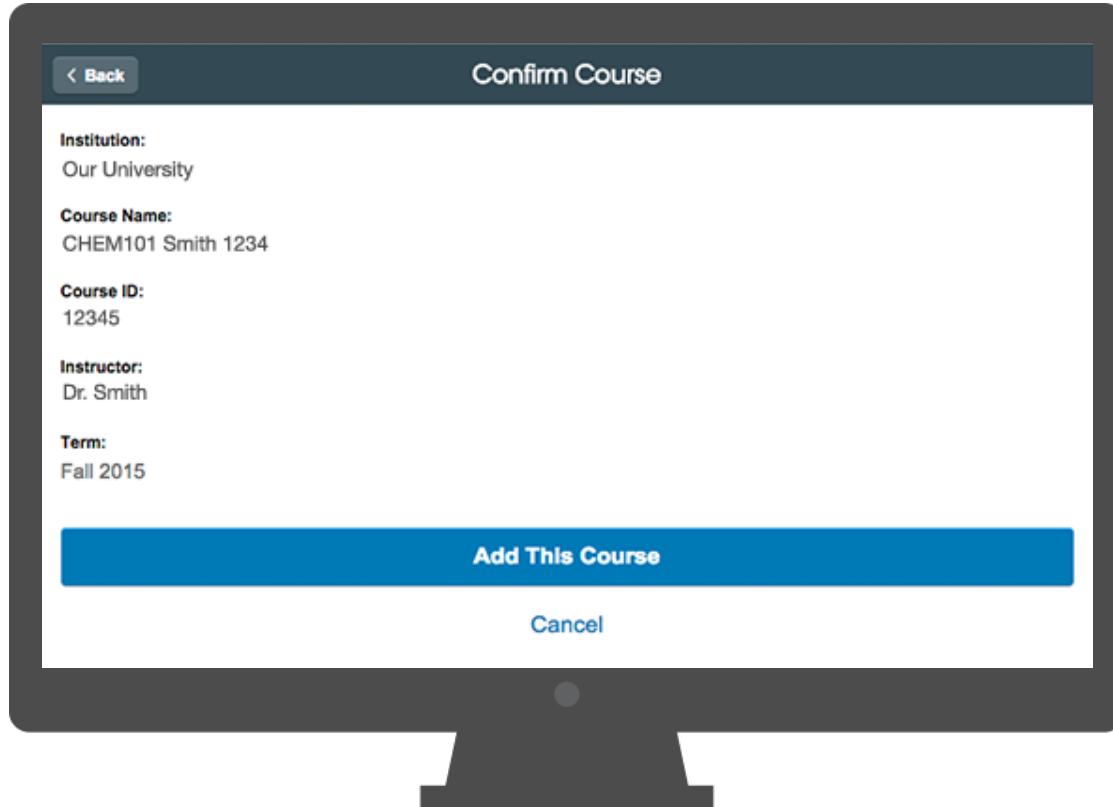 < Back
Confirm Course
Institution:
Our University
Course Name:
CHEM101 Smith 1234
Course ID:
12345
Instructor:
Dr. Smith
Term:
Fall 2015
Add This Course
Cancel